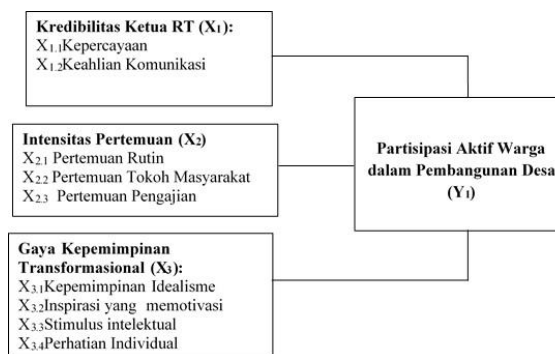 Kredibilitas Ketua RT (X1):
X1.1Kepercayaan
X1.2Keahlian Komunikasi
Intensitas Pertemuan (X2)
X2.1 Pertemuan Rutin
X2.2 Pertemuan Tokoh Masyarakat
X2.3 Pertemuan Pengajian
Gaya Kepemimpinan
Transformasional (X3):
X3.1Kepemimpinan Idealisme
X3.2Inspirasi yang memotivasi
X3.3Stimulus intelektual
X3.4Perhatian Individual
Partisipasi Aktif Warga
dalam Pembangunan Desa
(Y1)